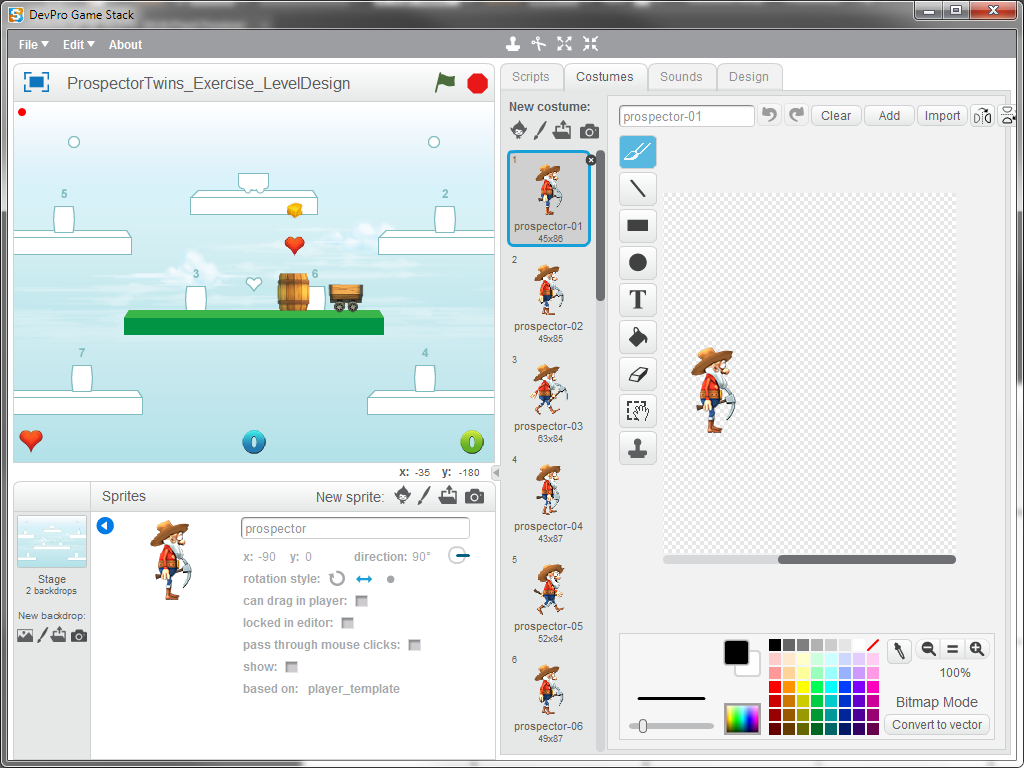 DevPro Game Stack
File Edit About
ProspectorTwins_Exercise_LevelDesign
Scripts Costumes Sounds Design
New costume:
prospector-01 Clear Add Import
1
prospector-01
45x86
2
prospector-02
49x85
3
prospector-03
63x84
4
prospector-04
43x87
5
prospector-05
52x84
6
prospector-06
49x87
T
5 2
3 6
7 4
0 0
x: -35 y: -180
Sprites New sprite:
Stage
2 backdrops
New backdrop:
prospector
x: -90 y: 0 direction: 90°
rotation style:
can drag in player:
locked in editor:
pass through mouse clicks:
show:
based on: player_template
100%
Bitmap Mode
Convert to vector